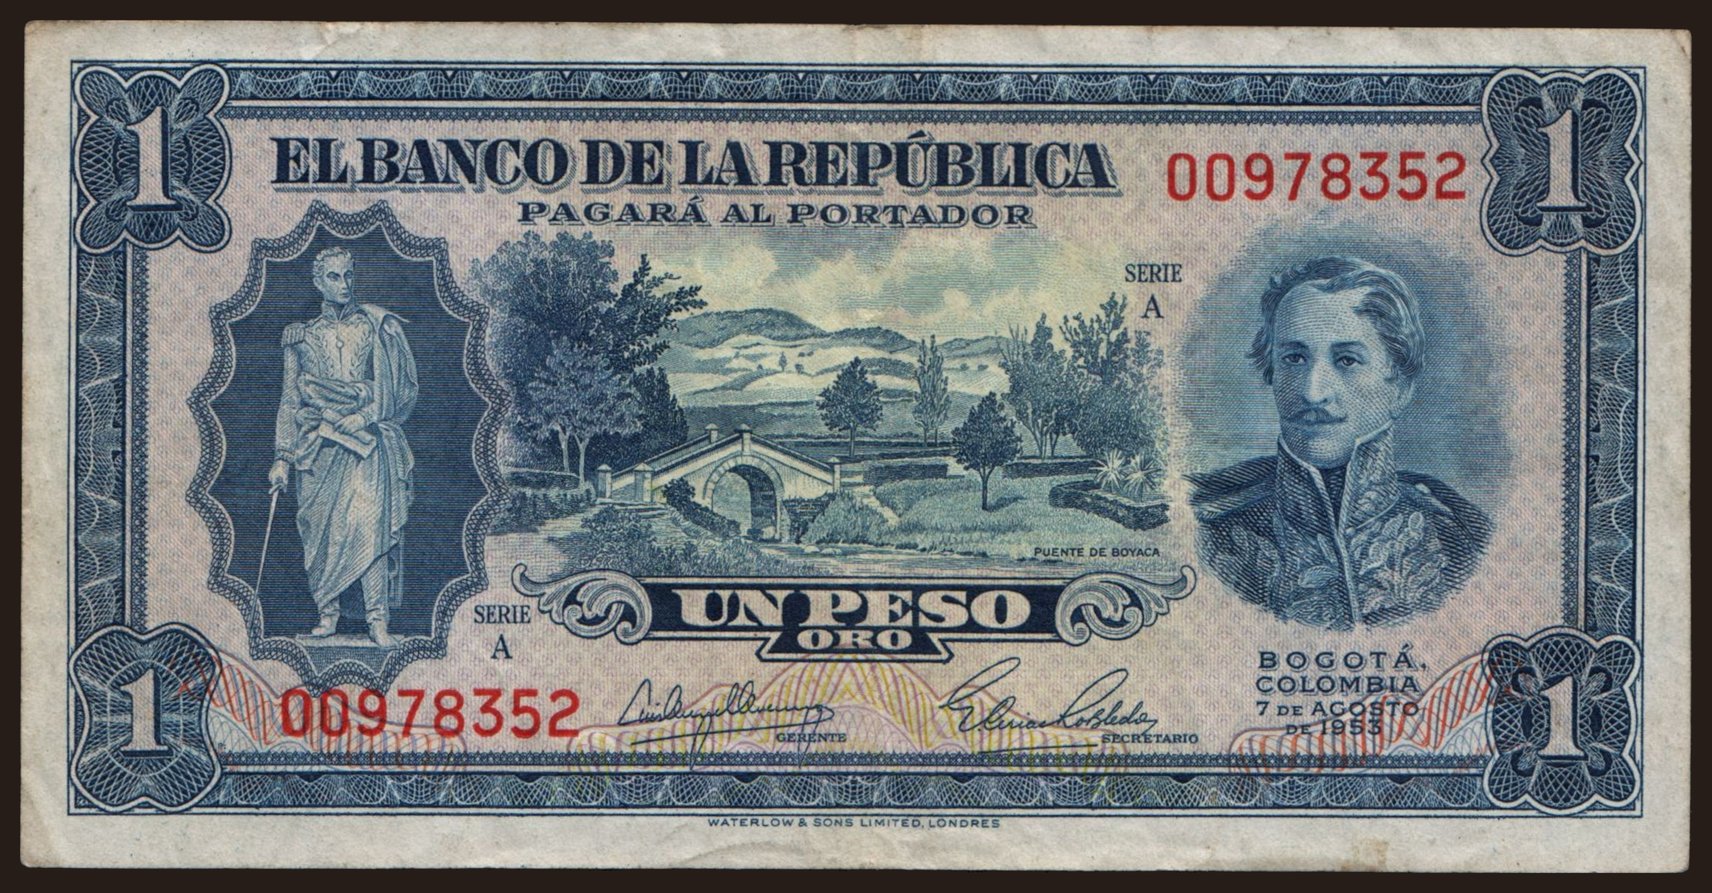 1 1
EL BANCO DE LA REPÚBLICA
00978352
PAGARÁ AL PORTADOR
SERIE
A
PUENTE DE BOYACA
UN PESO
ORO
SERIE
A
BOGOTÁ,
COLOMBIA
7 DE AGOSTO
DE 1953
00978352
GERENTE
SECRETARIO
1 1
WATERLOW & SONS LIMITED, LONDRES